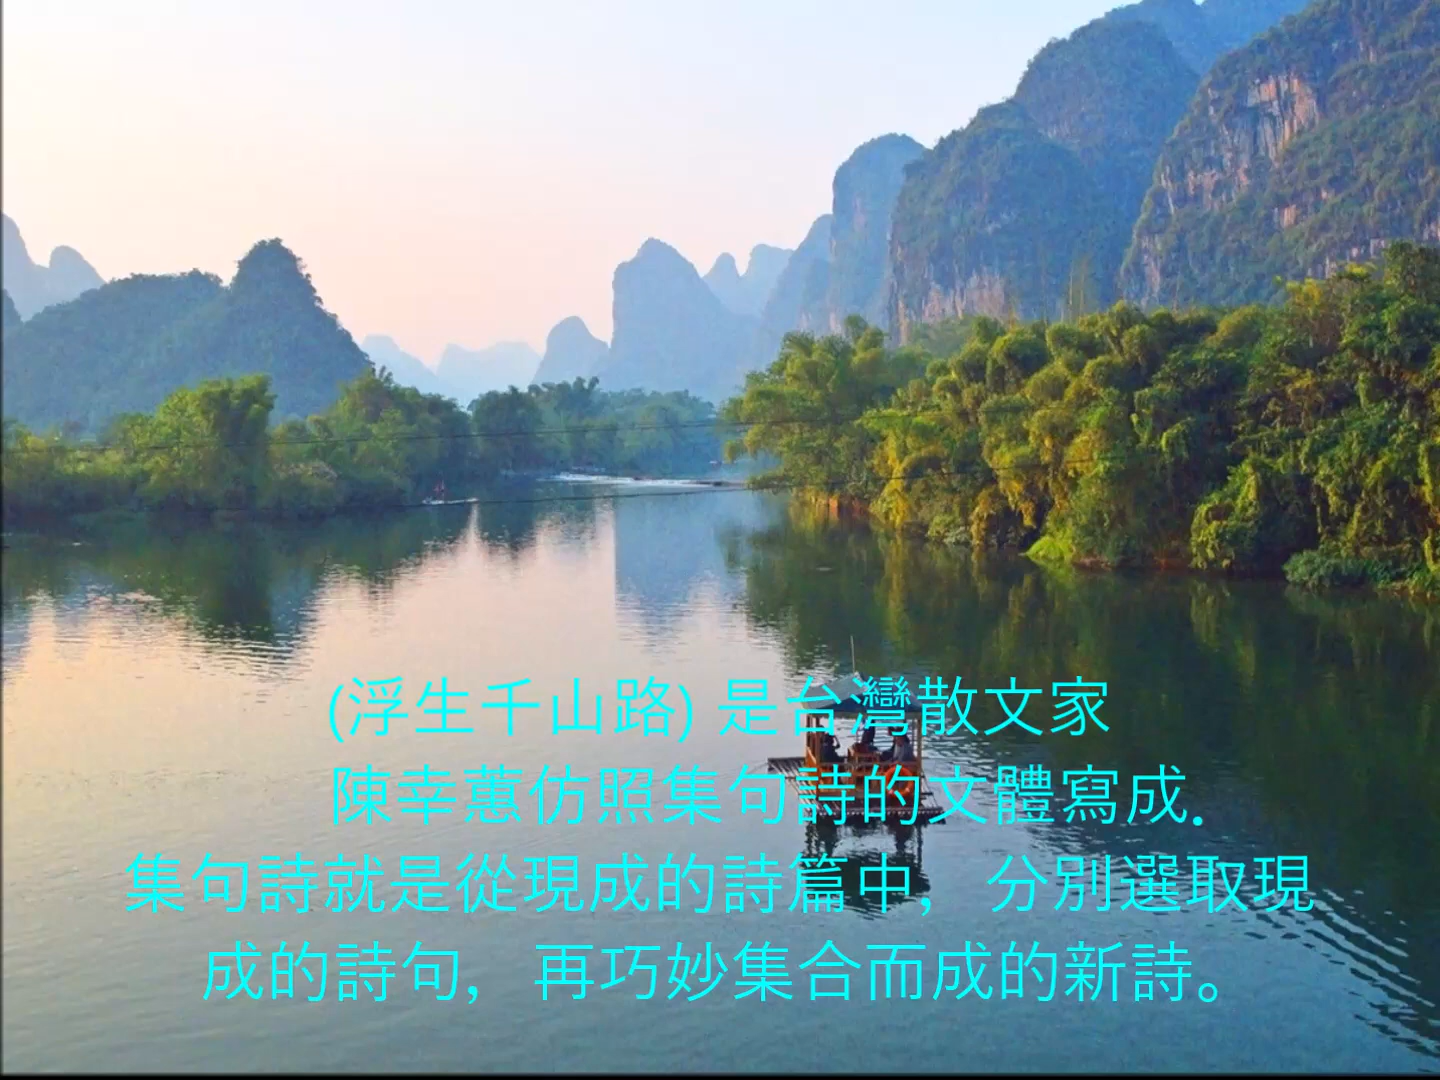 (浮生千山路) 是台灣散文家
陳幸蕙仿照集句詩的文體寫成.
集句詩就是從現成的詩篇中，分別選取現
成的詩句，再巧妙集合而成的新詩。